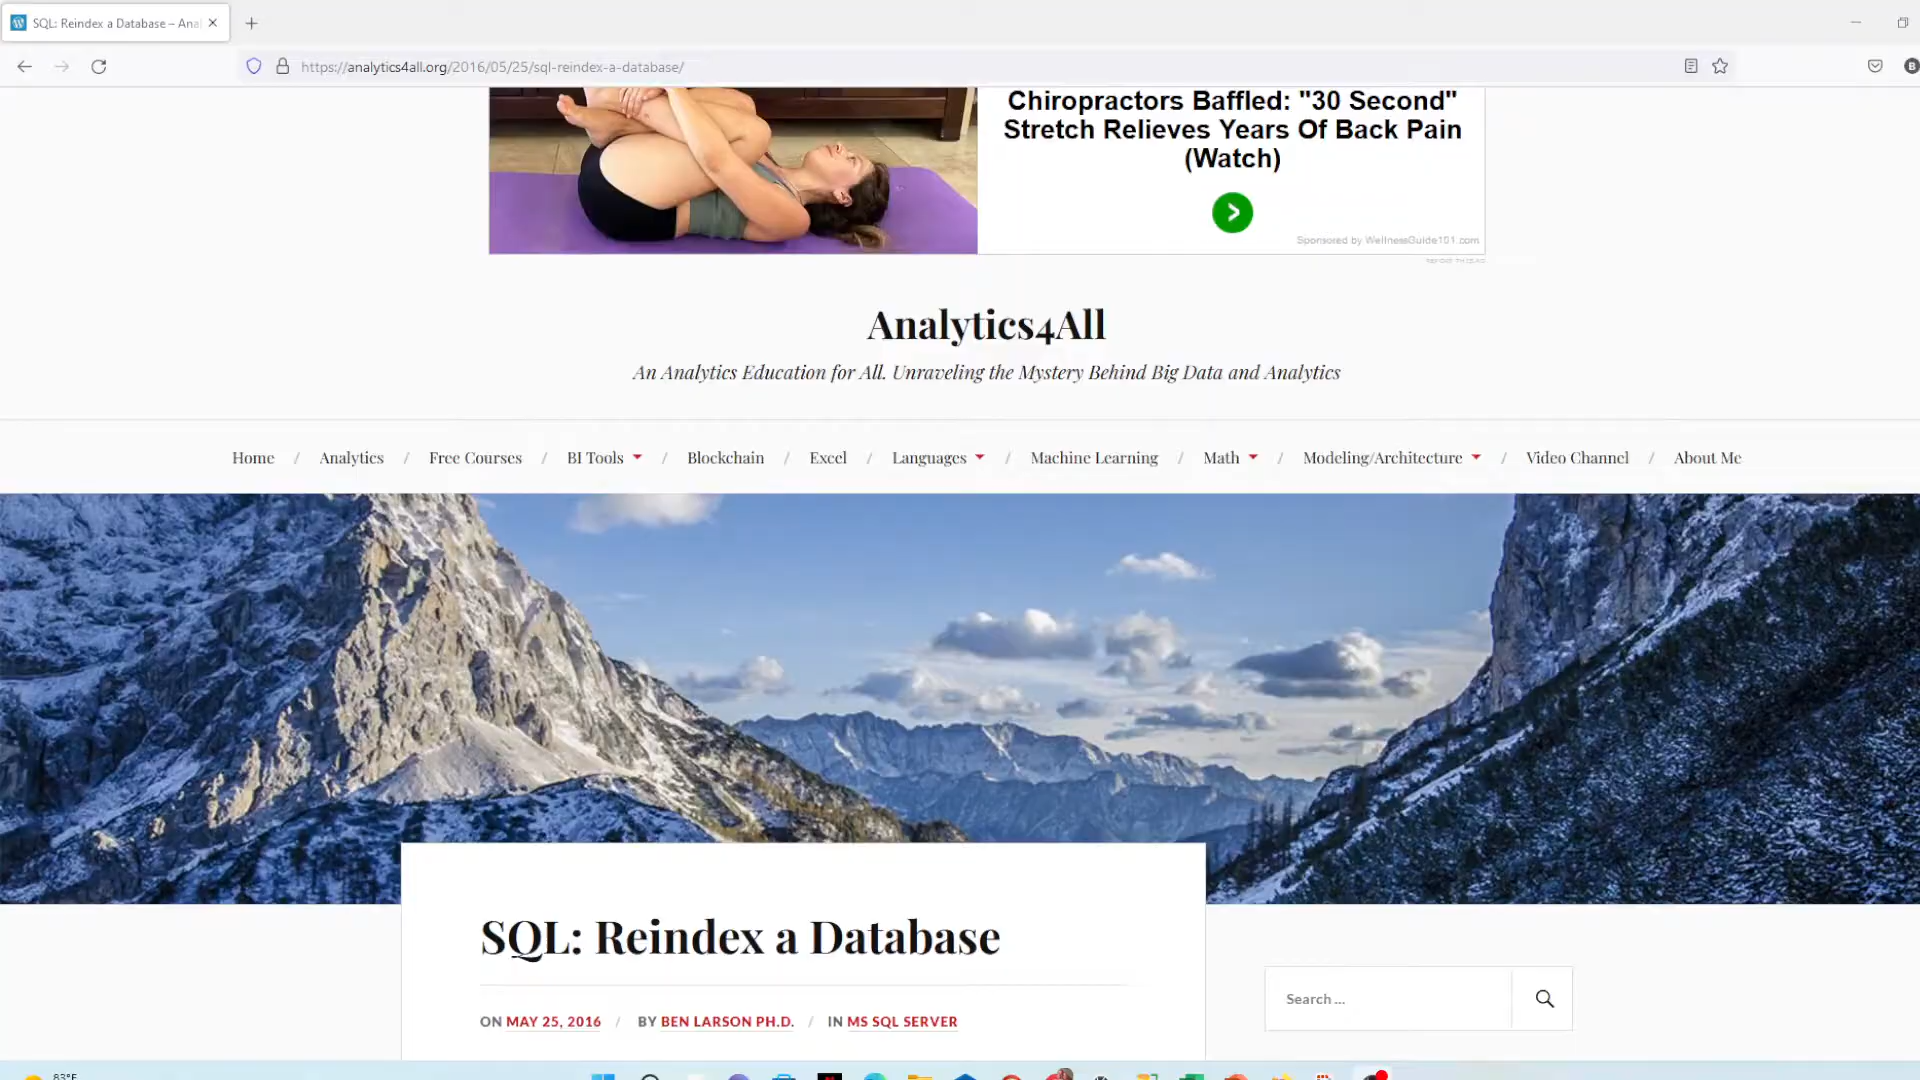 SQL: Reindex a Database – Ana
https://analytics4all.org/2016/05/25/sql-reindex-a-database/
B
Chiropractors Baffled: "30 Second"
Stretch Relieves Years Of Back Pain
(Watch)
Sponsored by WellnessGuide101.com
Analytics4All
An Analytics Education for All. Unraveling the Mystery Behind Big Data and Analytics
Home / Analytics / Free Courses / BI Tools / Blockchain / Excel / Languages / Machine Learning / Math / Modeling/Architecture / Video Channel / About Me
SQL: Reindex a Database
ON MAY 25, 2016 / BY BEN LARSON PH.D. / IN MS SQL SERVER
Search ...
83°F